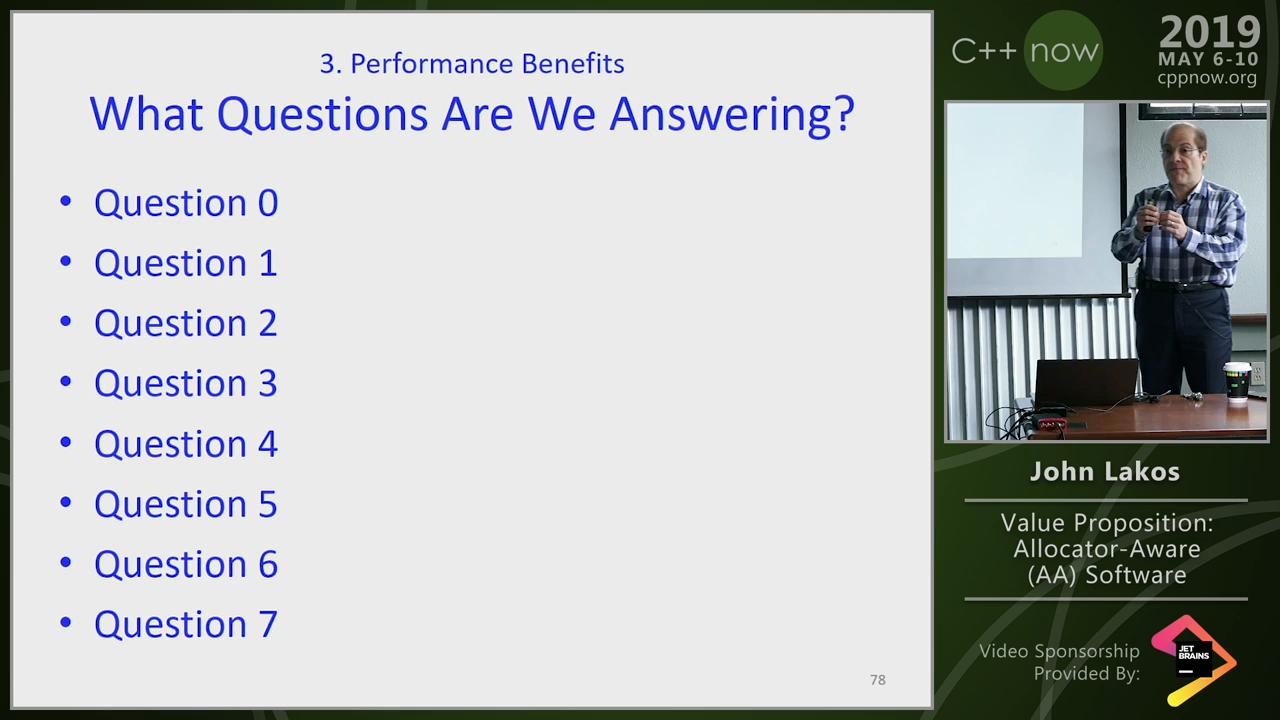 3. Performance Benefits
What Questions Are We Answering?
• Question 0
• Question 1
• Question 2
• Question 3
• Question 4
• Question 5
• Question 6
• Question 7
78
C++ now
2019
MAY 6-10
cppnow.org
John Lakos
Value Proposition:
Allocator-Aware
(AA) Software
Video Sponsorship
Provided By:
JET
BRAINS